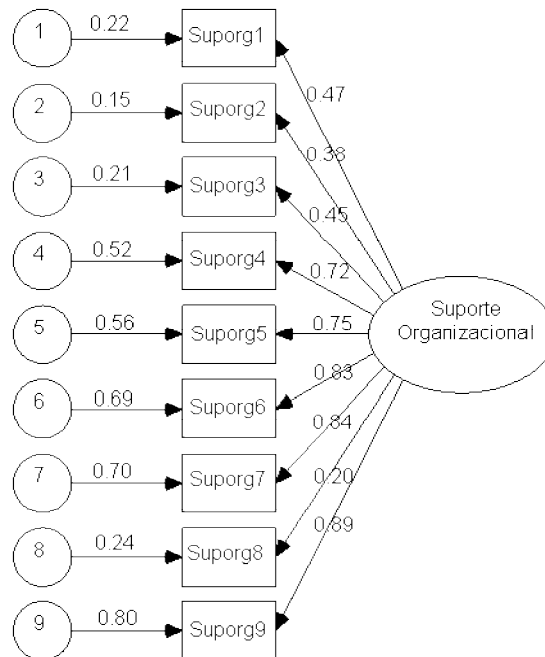 1 0.22 Suporg1
0.47
2 0.15 Suporg2
0.38
3 0.21 Suporg3
0.45
4 0.52 Suporg4
0.72
Suporte
Organizacional
5 0.56 Suporg5 0.75
0.83
6 0.69 Suporg6
0.84
7 0.70 Suporg7
0.20
8 0.24 Suporg8
0.89
9 0.80 Suporg9